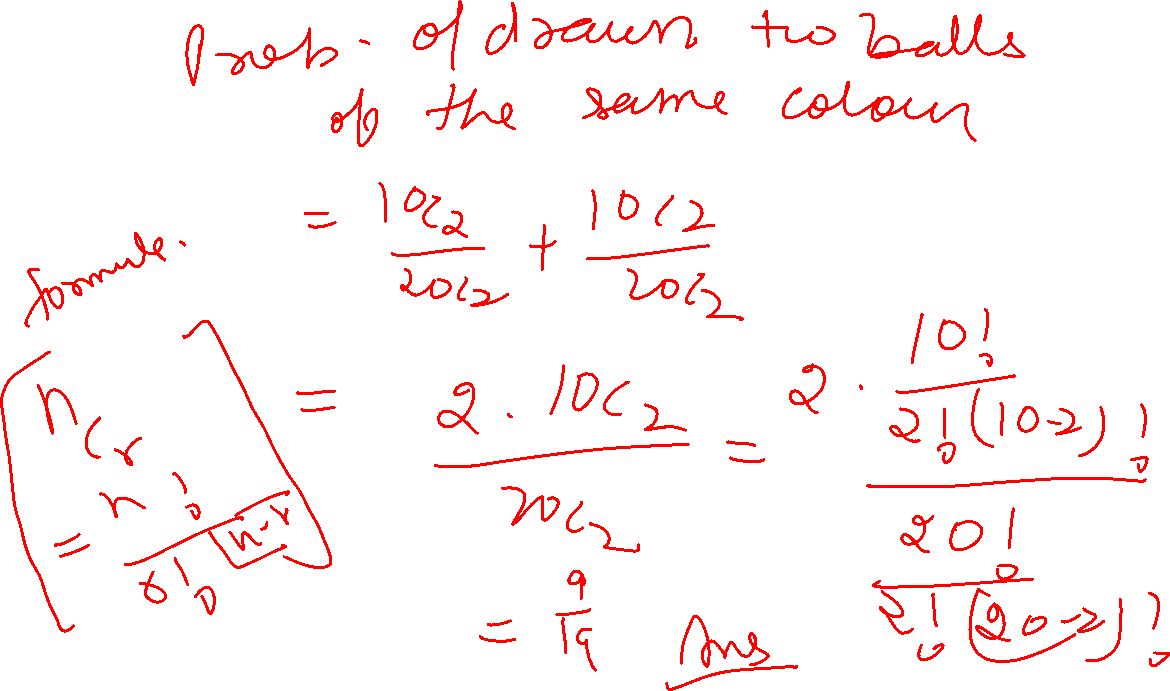 Prob. of drawn two balls
of the same colour
= 10C2/20C2 + 10C2/20C2
formula.
nCr
= n!/r! (n-r)
= 2 . 10C2/20C2 = 2 . 10!/2!(10-2)! / 20!/2!(20-2)!
= 9/19 Ans